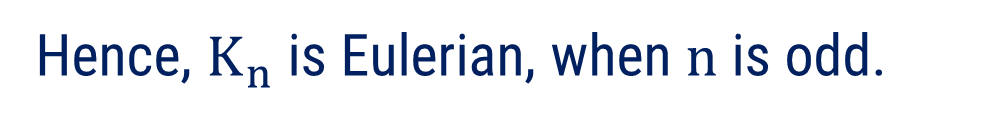 Hence, Kₙ is Eulerian, when n is odd.